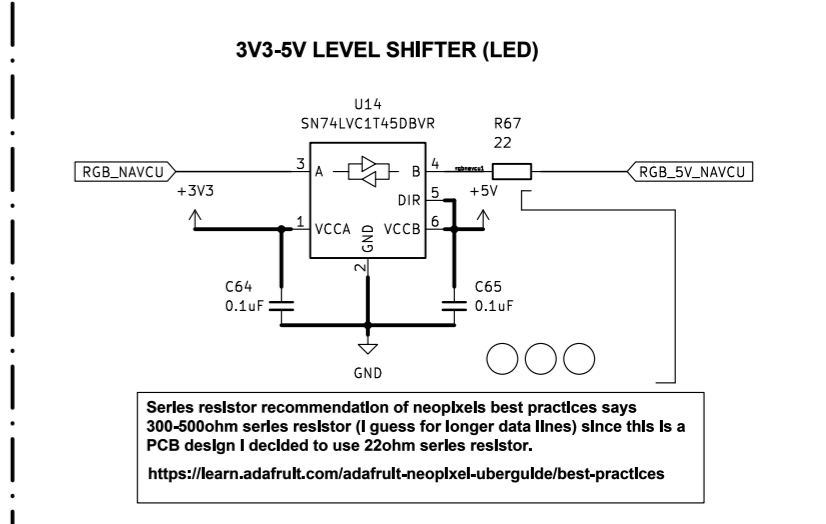 3V3-5V LEVEL SHIFTER (LED)
U14
SN74LVC1T45DBVR
R67
22
RGB_NAVCU
3
A
B
4
rgbnavcu1
RGB_5V_NAVCU
+3V3
DIR
5
+5V
1
VCCA
GND
VCCB
6
2
C64
0.1uF
C65
0.1uF
GND
Series resistor recommendation of neopixels best practices says
300-500ohm series resistor (I guess for longer data lines) since this is a
PCB design I decided to use 22ohm series resistor.
https://learn.adafruit.com/adafruit-neopixel-uberguide/best-practices